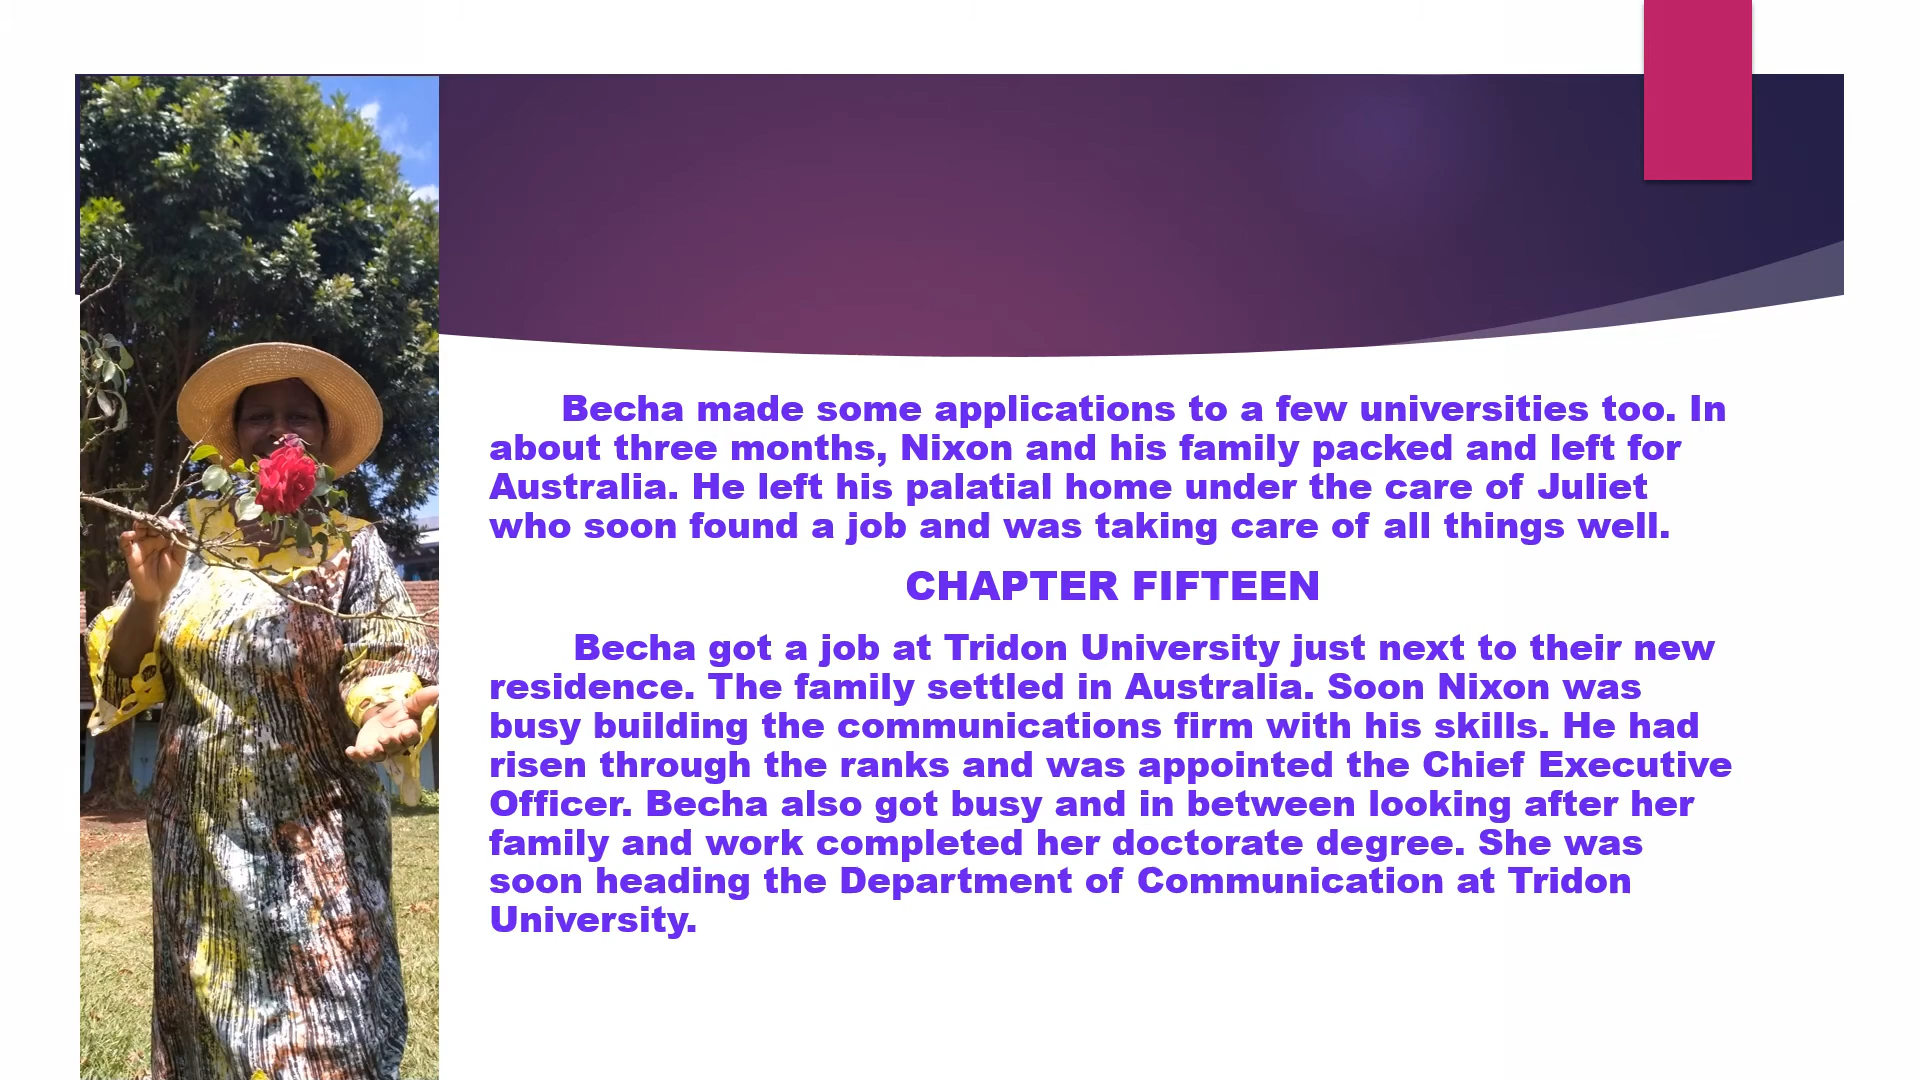 Becha made some applications to a few universities too. In
about three months, Nixon and his family packed and left for
Australia. He left his palatial home under the care of Juliet
who soon found a job and was taking care of all things well.
CHAPTER FIFTEEN
Becha got a job at Tridon University just next to their new
residence. The family settled in Australia. Soon Nixon was
busy building the communications firm with his skills. He had
risen through the ranks and was appointed the Chief Executive
Officer. Becha also got busy and in between looking after her
family and work completed her doctorate degree. She was
soon heading the Department of Communication at Tridon
University.